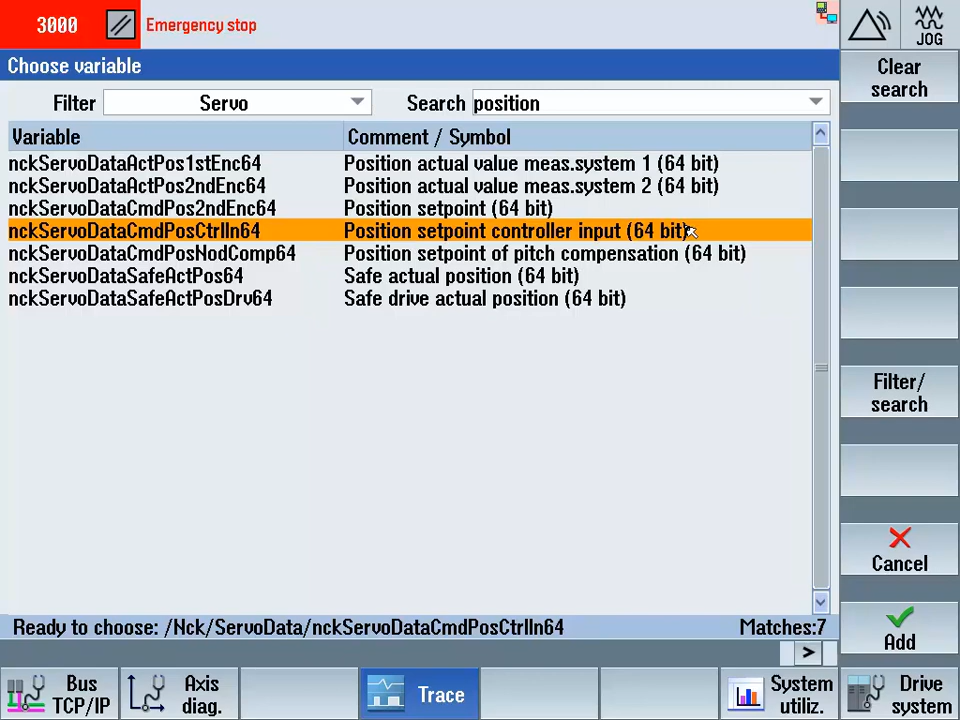 3000 Emergency stop
JOG
Choose variable
Filter Servo Search position
Variable Comment / Symbol
nckServoDataActPos1stEnc64 Position actual value meas.system 1 (64 bit)
nckServoDataActPos2ndEnc64 Position actual value meas.system 2 (64 bit)
nckServoDataCmdPos2ndEnc64 Position setpoint (64 bit)
nckServoDataCmdPosCtrlIn64 Position setpoint controller input (64 bit)
nckServoDataCmdPosNodComp64 Position setpoint of pitch compensation (64 bit)
nckServoDataSafeActPos64 Safe actual position (64 bit)
nckServoDataSafeActPosDrv64 Safe drive actual position (64 bit)
Ready to choose: /Nck/ServoData/nckServoDataCmdPosCtrlIn64 Matches:7
>
Clear
search
Filter/
search
Cancel
Add
Bus
TCP/IP
Axis
diag.
Trace
System
utiliz.
Drive
system